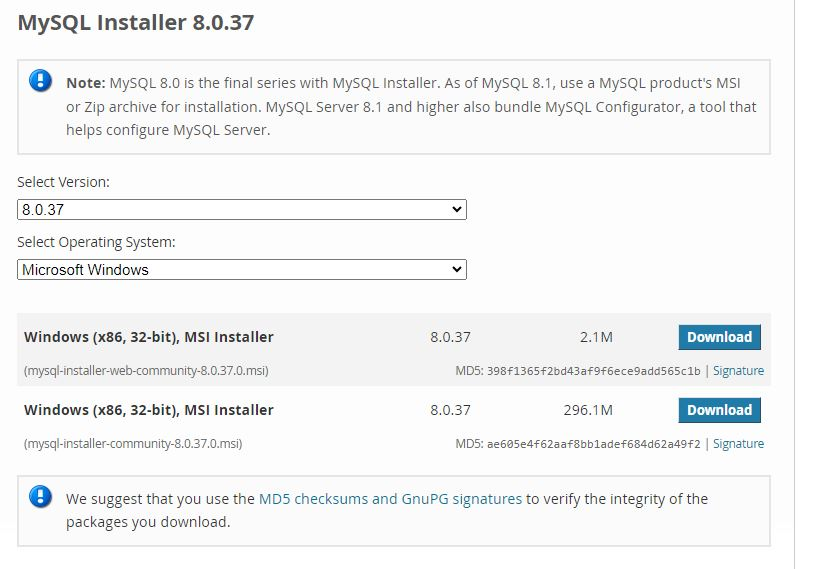 MySQL Installer 8.0.37
Note: MySQL 8.0 is the final series with MySQL Installer. As of MySQL 8.1, use a MySQL product's MSI
or Zip archive for installation. MySQL Server 8.1 and higher also bundle MySQL Configurator, a tool that
helps configure MySQL Server.
Select Version:
8.0.37
Select Operating System:
Microsoft Windows
Windows (x86, 32-bit), MSI Installer 8.0.37 2.1M Download
(mysql-installer-web-community-8.0.37.0.msi) MD5: 398f1365f2bd43af9f6ece9add565c1b | Signature
Windows (x86, 32-bit), MSI Installer 8.0.37 296.1M Download
(mysql-installer-community-8.0.37.0.msi) MD5: ae605e4f62aaf8bb1adef684d62a49f2 | Signature
We suggest that you use the MD5 checksums and GnuPG signatures to verify the integrity of the
packages you download.